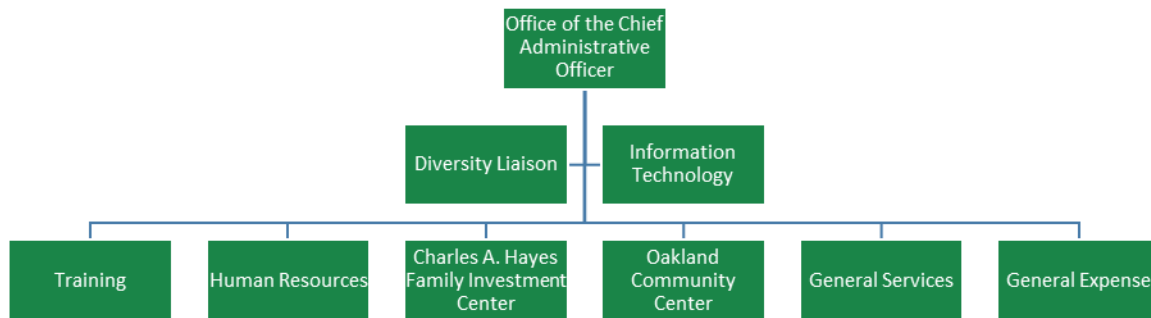 Office of the Chief
Administrative
Officer
Diversity Liaison
Information
Technology
Training
Human Resources
Charles A. Hayes
Family Investment
Center
Oakland
Community
Center
General Services
General Expense